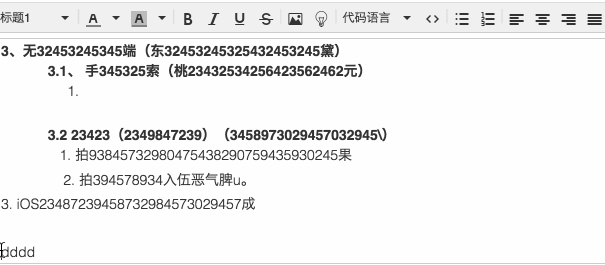 标题1 A A B I T S 代码语言
3、无32453245345端（东32453245325432453245黛）
3.1、 手345325索（桃23432534256423562462元）
1.
3.2 23423（2349847239）（3458973029457032945\）
1. 拍93845732980475438290759435930245果
2. 拍394578934入伍恶气脾u。
3. iOS23487239458732984573029457成
dddd